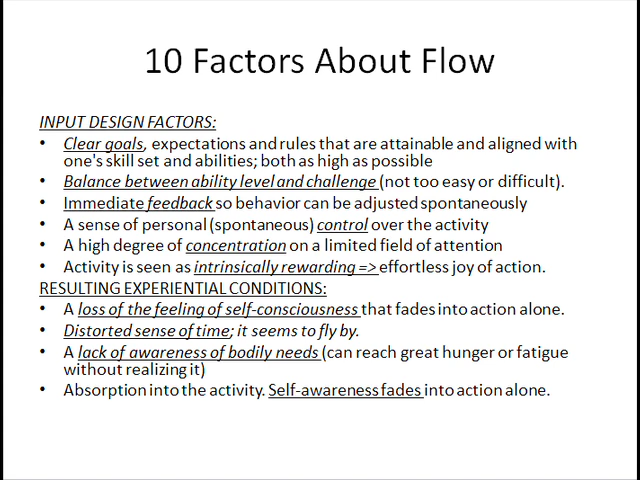 10 Factors About Flow
INPUT DESIGN FACTORS:
• Clear goals, expectations and rules that are attainable and aligned with
one's skill set and abilities; both as high as possible
• Balance between ability level and challenge (not too easy or difficult).
• Immediate feedback so behavior can be adjusted spontaneously
• A sense of personal (spontaneous) control over the activity
• A high degree of concentration on a limited field of attention
• Activity is seen as intrinsically rewarding => effortless joy of action.
RESULTING EXPERIENTIAL CONDITIONS:
• A loss of the feeling of self-consciousness that fades into action alone.
• Distorted sense of time; it seems to fly by.
• A lack of awareness of bodily needs (can reach great hunger or fatigue
without realizing it)
• Absorption into the activity. Self-awareness fades into action alone.